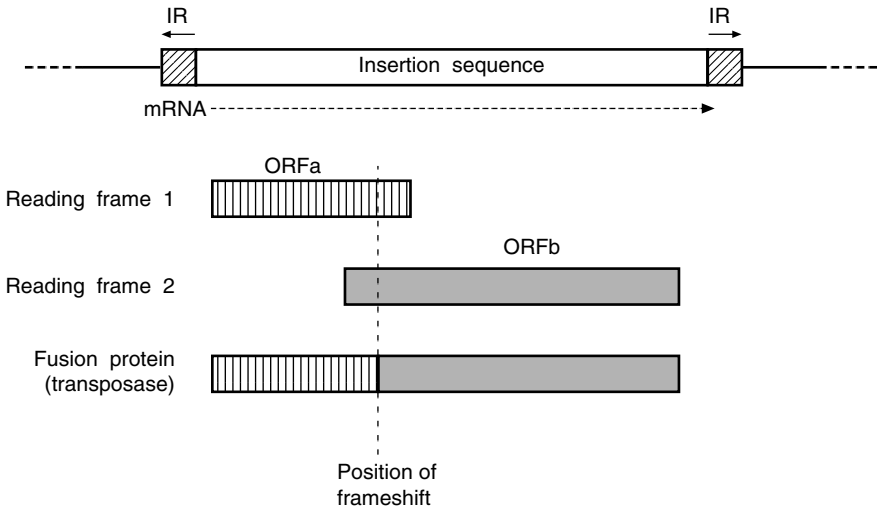 IR
IR
Insertion sequence
mRNA
ORFa
Reading frame 1
ORFb
Reading frame 2
Fusion protein
(transposase)
Position of
frameshift